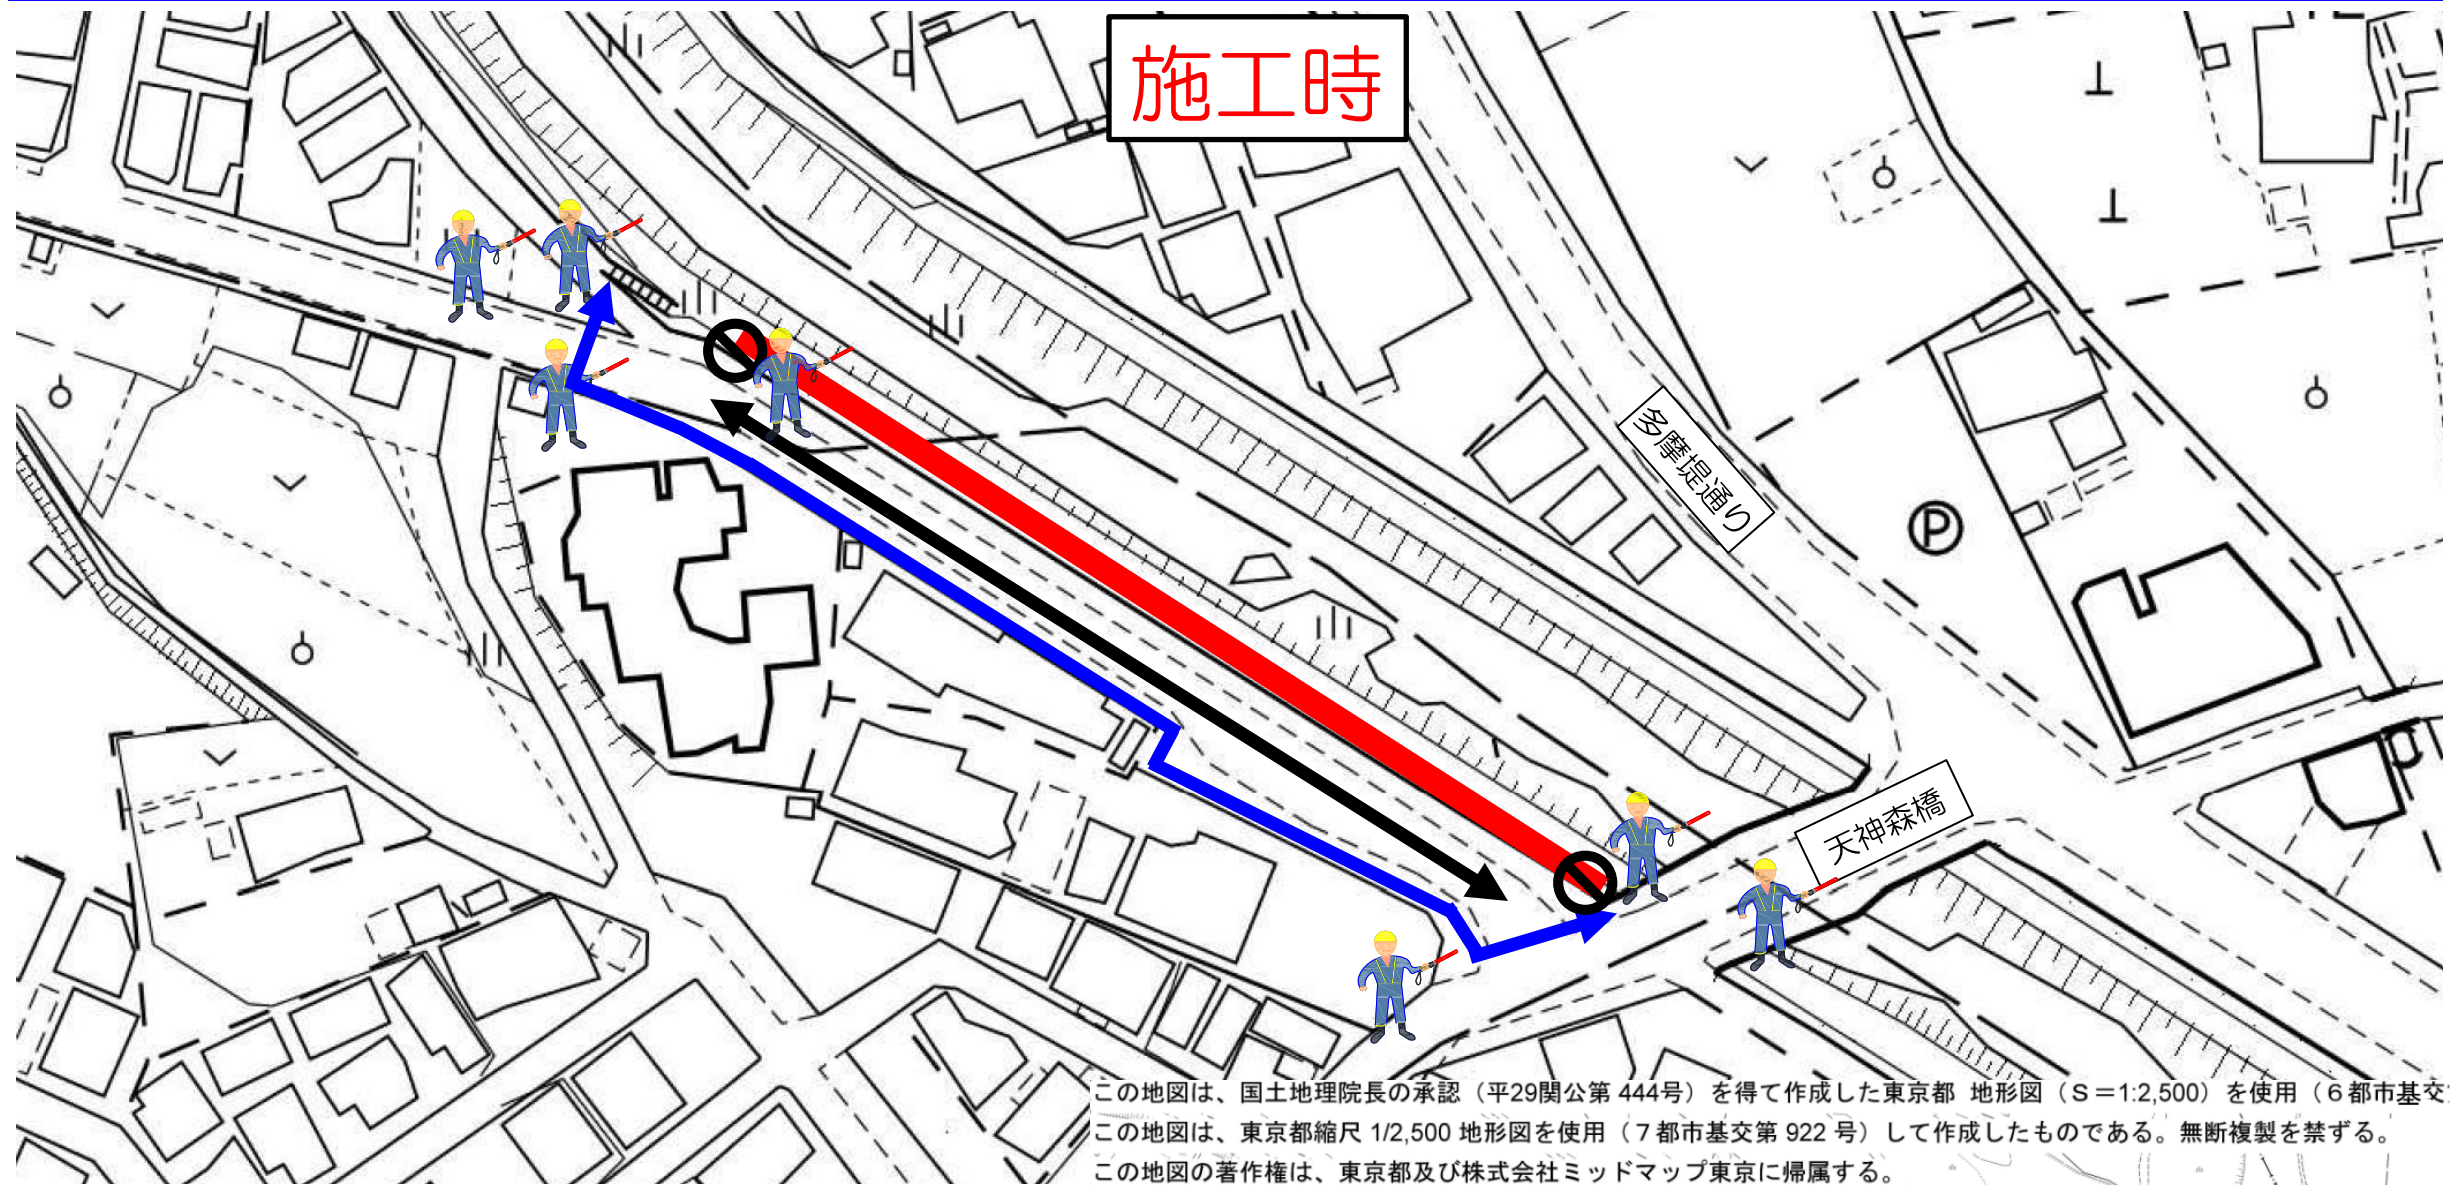 施工時
多摩堤通り
P
天神森橋
この地図は、国土地理院長の承認（平29関公第 444号）を得て作成した東京都 地形図（S＝1:2,500）を使用（６都市基交
この地図は、東京都縮尺 1/2,500 地形図を使用（７都市基交第 922 号）して作成したものである。無断複製を禁ずる。
この地図の著作権は、東京都及び株式会社ミッドマップ東京に帰属する。